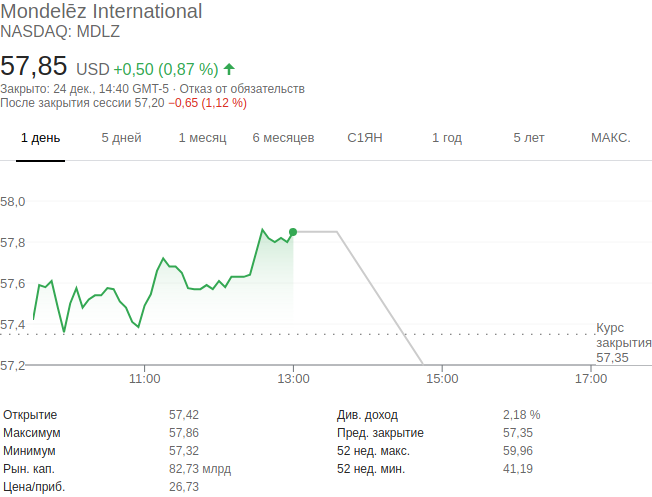 Mondelēz International
NASDAQ: MDLZ
57,85 USD +0,50 (0,87 %)
Закрыто: 24 дек., 14:40 GMT-5 · Отказ от обязательств
После закрытия сессии 57,20 −0,65 (1,12 %)
1 день 5 дней 1 месяц 6 месяцев С1ЯН 1 год 5 лет МАКС.
58,0
57,8
57,6
57,4
Курс
закрытия
57,35
57,2
11:00 13:00 15:00 17:00
Открытие 57,42 Див. доход 2,18 %
Максимум 57,86 Пред. закрытие 57,35
Минимум 57,32 52 нед. макс. 59,96
Рын. кап. 82,73 млрд 52 нед. мин. 41,19
Цена/приб. 26,73